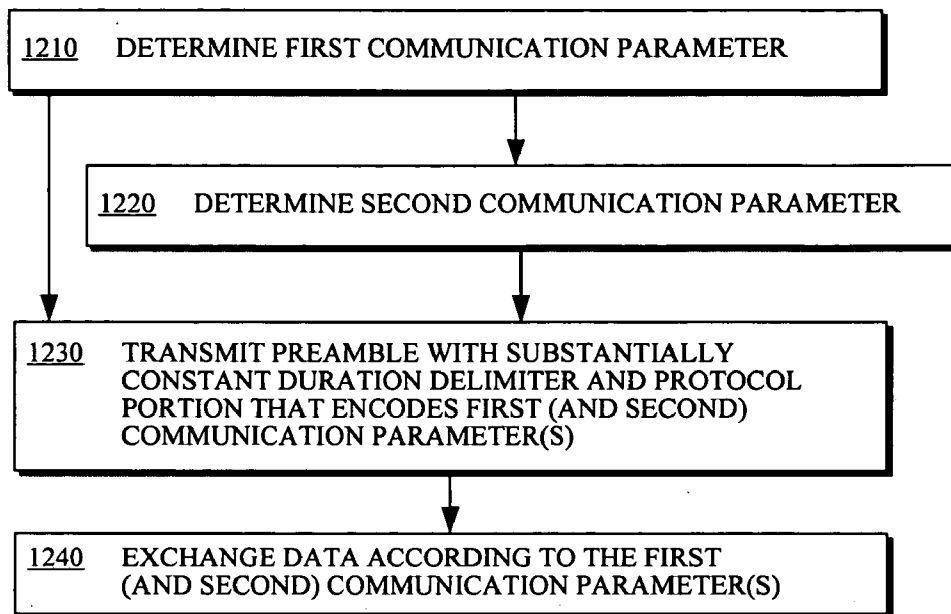 1210 DETERMINE FIRST COMMUNICATION PARAMETER
1220 DETERMINE SECOND COMMUNICATION PARAMETER
1230 TRANSMIT PREAMBLE WITH SUBSTANTIALLY
CONSTANT DURATION DELIMITER AND PROTOCOL
PORTION THAT ENCODES FIRST (AND SECOND)
COMMUNICATION PARAMETER(S)
1240 EXCHANGE DATA ACCORDING TO THE FIRST
(AND SECOND) COMMUNICATION PARAMETER(S)